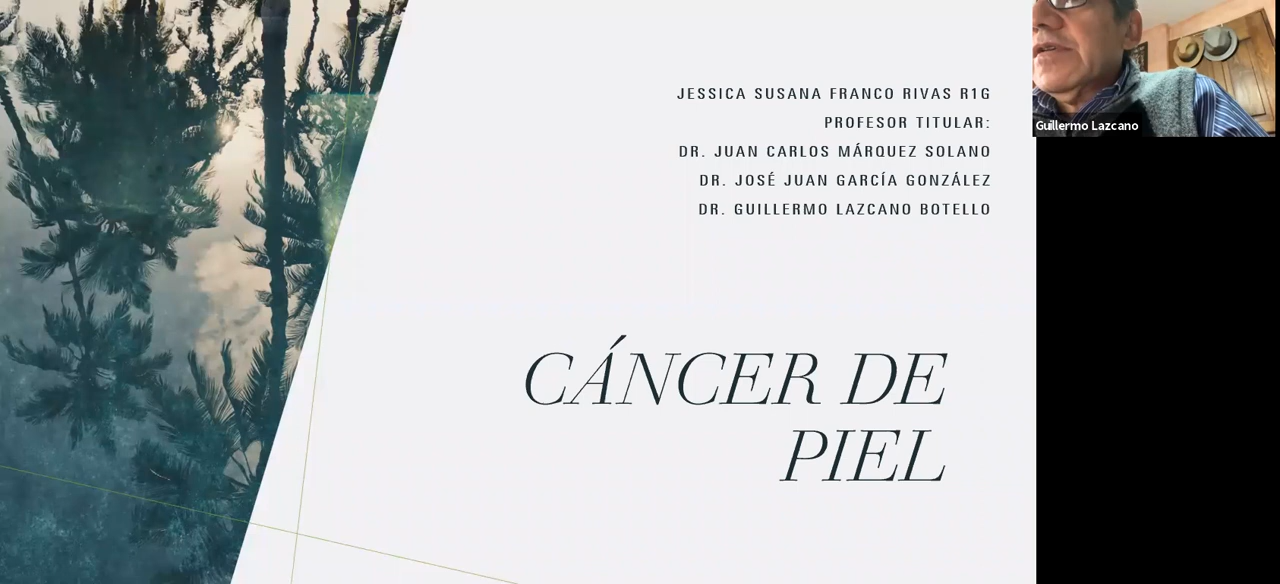 JESSICA SUSANA FRANCO RIVAS R1G
PROFESOR TITULAR:
DR. JUAN CARLOS MÁRQUEZ SOLANO
DR. JOSÉ JUAN GARCÍA GONZÁLEZ
DR. GUILLERMO LAZCANO BOTELLO
CÁNCER DE
PIEL
Guillermo Lazcano